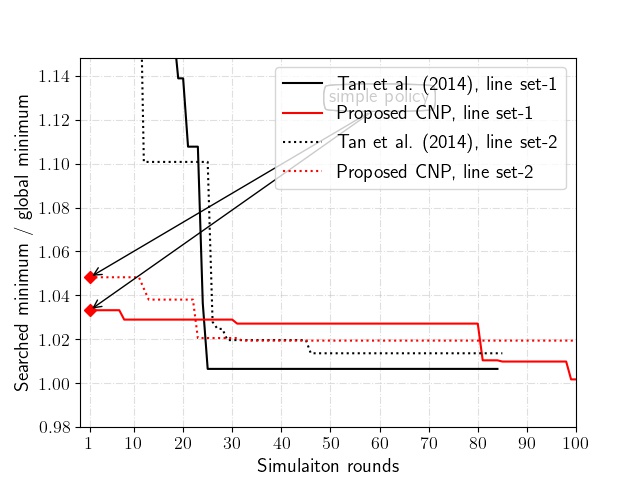 Tan et al. (2014), line set-1
simple policy
Proposed CNP, line set-1
Tan et al. (2014), line set-2
Proposed CNP, line set-2
Searched minimum / global minimum
1.14
1.12
1.10
1.08
1.06
1.04
1.02
1.00
0.98
1 10 20 30 40 50 60 70 80 90 100
Simulaiton rounds